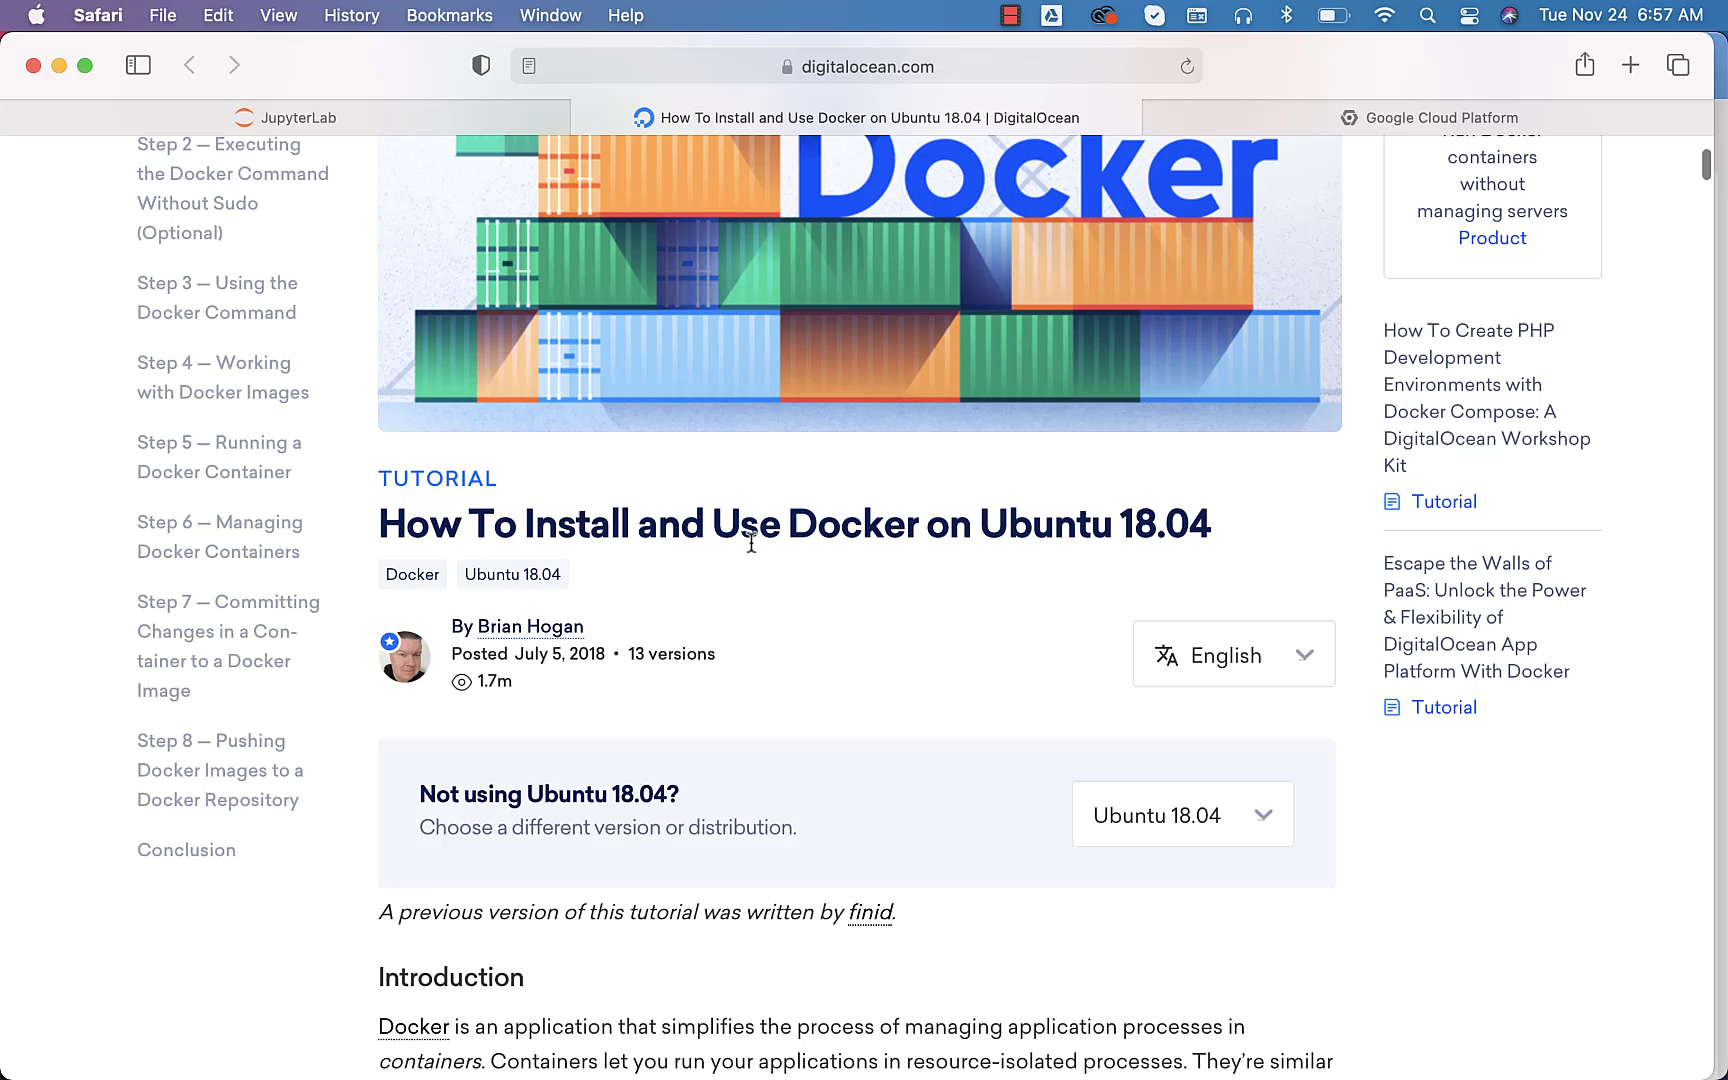 Safari File Edit View History Bookmarks Window Help Tue Nov 24 6:57 AM
digitalocean.com
JupyterLab
How To Install and Use Docker on Ubuntu 18.04 | DigitalOcean
Google Cloud Platform
Step 2 — Executing
the Docker Command
Without Sudo
(Optional)
Step 3 — Using the
Docker Command
Step 4 — Working
with Docker Images
Step 5 — Running a
Docker Container
Step 6 — Managing
Docker Containers
Step 7 — Committing
Changes in a Con-
tainer to a Docker
Image
Step 8 — Pushing
Docker Images to a
Docker Repository
Conclusion
Docker
TUTORIAL
How To Install and Use Docker on Ubuntu 18.04
Docker Ubuntu 18.04
By Brian Hogan
Posted July 5, 2018 • 13 versions
1.7m
English
Not using Ubuntu 18.04?
Choose a different version or distribution.
Ubuntu 18.04
A previous version of this tutorial was written by finid.
Introduction
Docker is an application that simplifies the process of managing application processes in
containers. Containers let you run your applications in resource-isolated processes. They're similar
containers
without
managing servers
Product
How To Create PHP
Development
Environments with
Docker Compose: A
DigitalOcean Workshop
Kit
Tutorial
Escape the Walls of
PaaS: Unlock the Power
& Flexibility of
DigitalOcean App
Platform With Docker
Tutorial